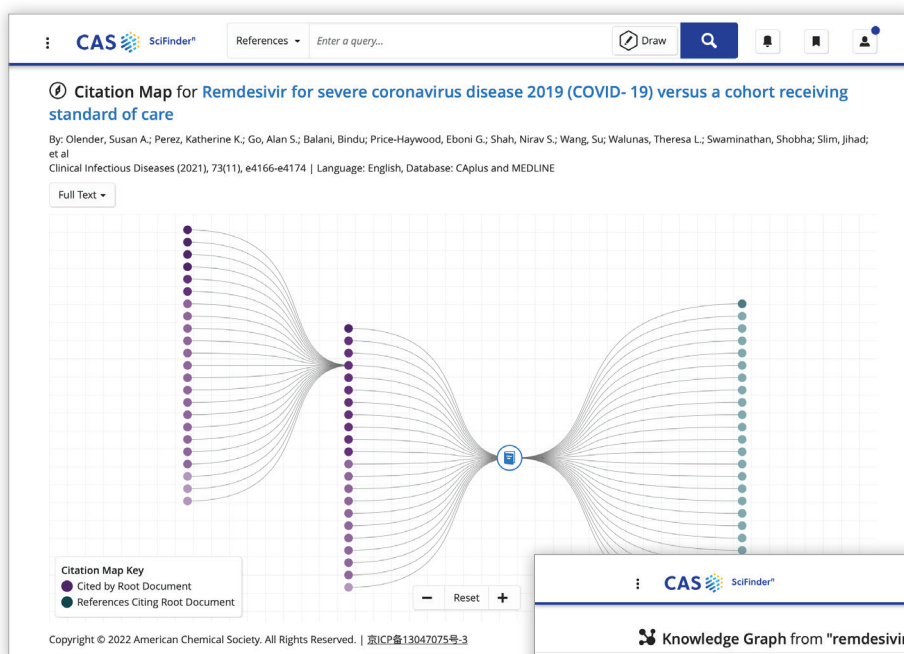 CAS SciFinderⁿ References Enter a query... Draw
Citation Map for Remdesivir for severe coronavirus disease 2019 (COVID- 19) versus a cohort receiving
standard of care
By: Olender, Susan A.; Perez, Katherine K.; Go, Alan S.; Balani, Bindu; Price-Haywood, Eboni G.; Shah, Nirav S.; Wang, Su; Walunas, Theresa L.; Swaminathan, Shobha; Slim, Jihad;
et al
Clinical Infectious Diseases (2021), 73(11), e4166-e4174 | Language: English, Database: CAplus and MEDLINE
Full Text
Citation Map Key
Cited by Root Document
References Citing Root Document
Reset
CAS SciFinderⁿ
Knowledge Graph from "remdesivi
Copyright © 2022 American Chemical Society. All Rights Reserved. | 京ICP备13047075号-3